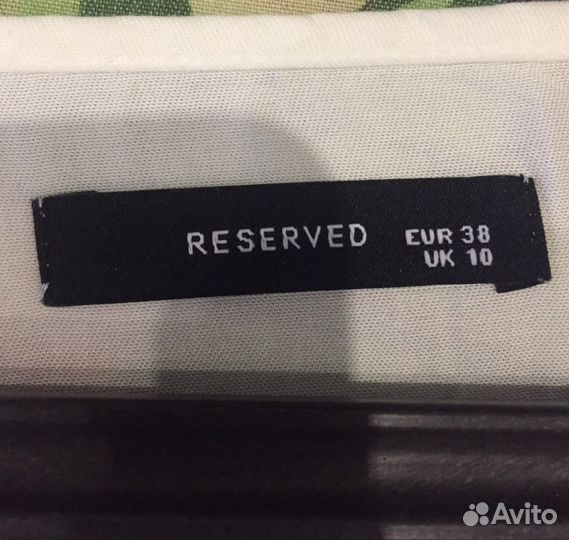 RESERVED
EUR 38
UK 10
Avito